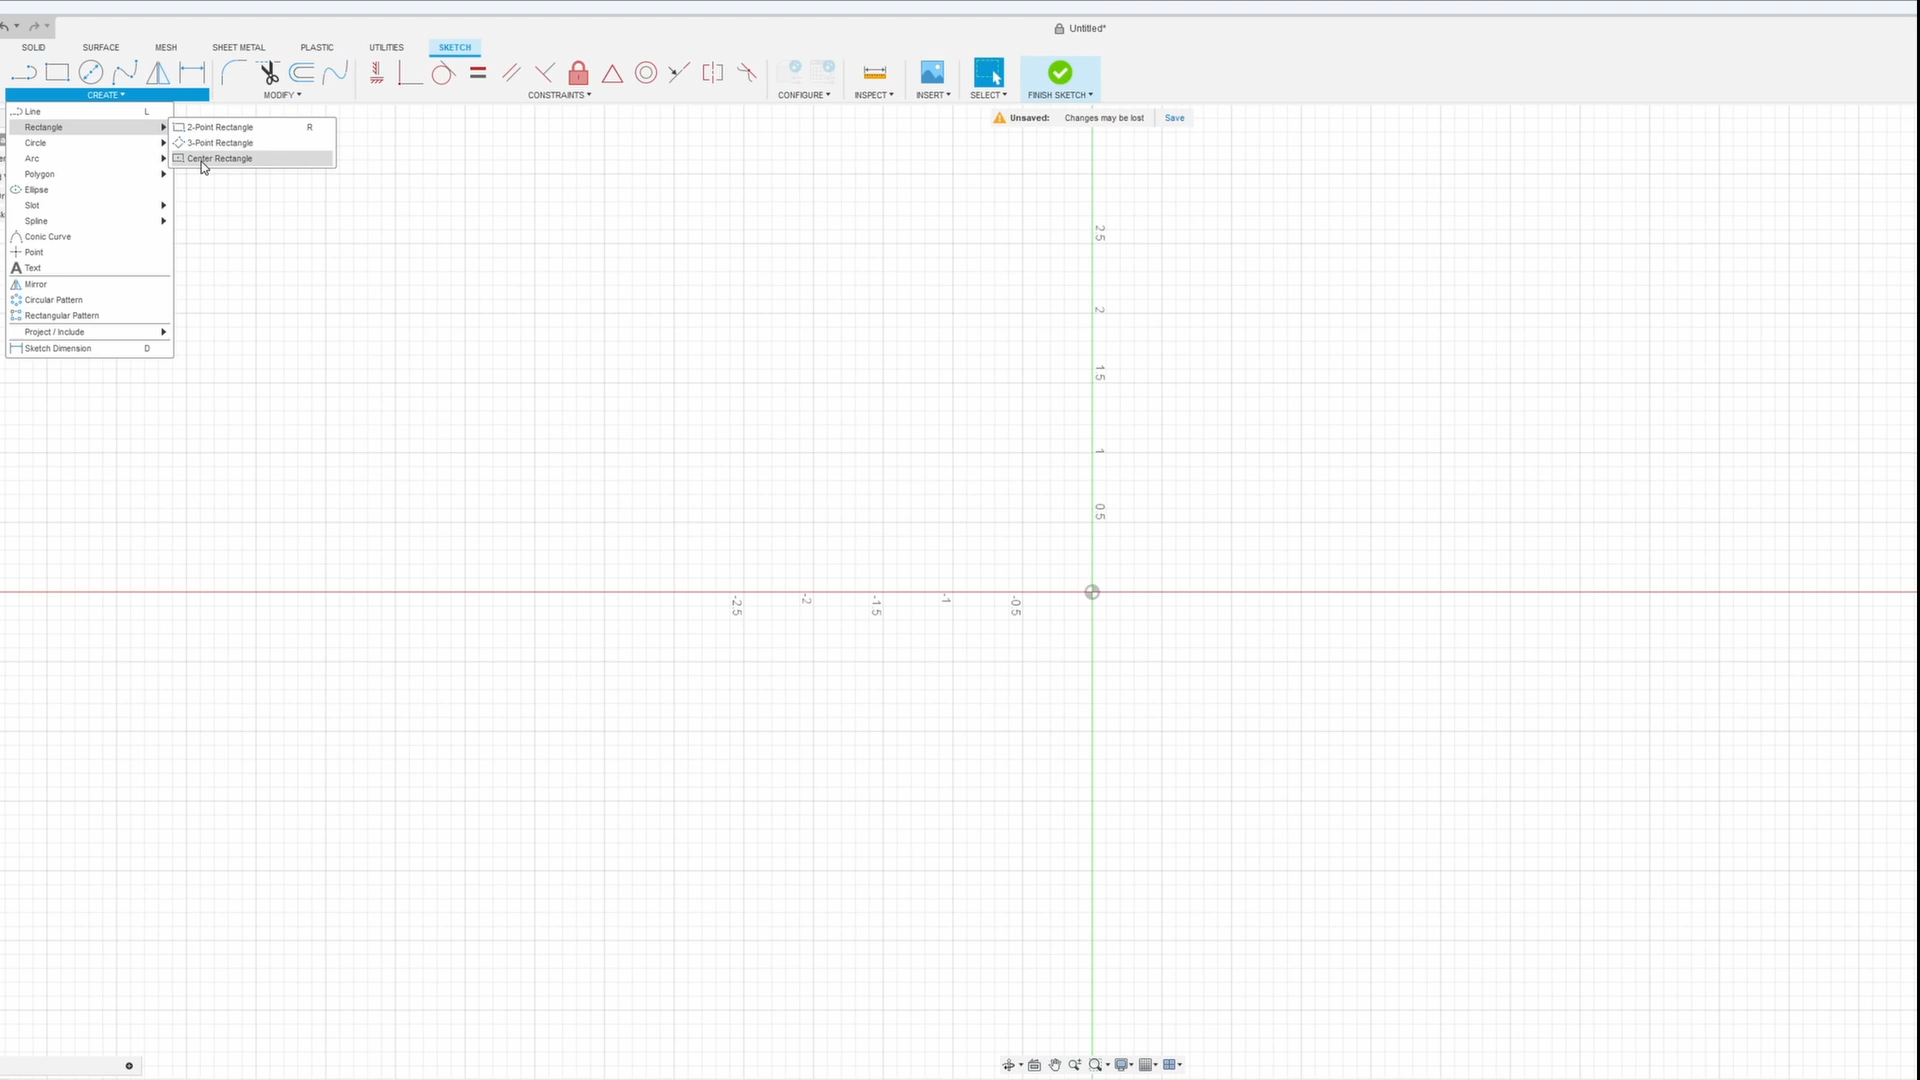 Untitled*
SOLID SURFACE MESH SHEET METAL PLASTIC UTILITIES SKETCH
CREATE MODIFY CONSTRAINTS CONFIGURE INSPECT INSERT SELECT FINISH SKETCH
Unsaved: Changes may be lost Save
Line L
Rectangle
Circle
Arc
Polygon
Ellipse
Slot
Spline
Conic Curve
Point
Text
Mirror
Circular Pattern
Rectangular Pattern
Project / Include
Sketch Dimension D
2-Point Rectangle R
3-Point Rectangle
Center Rectangle
2.5
2
1.5
1
0.5
-2.5 -2 -1.5 -1 -0.5